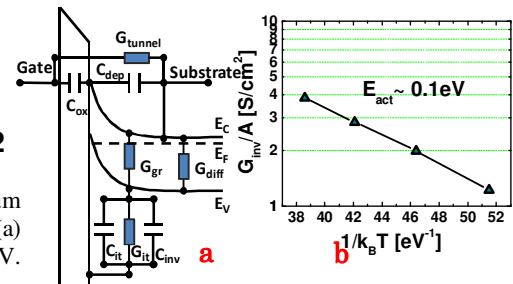 2
um
(a)
V.
G_tunnel
Gate
C_dep
Substrate
C_ox
E_C
E_F
G_gr
G_diff
E_V
C_it
G_it
C_inv
a
G_inv/A [S/cm²]
10
9
8
7
6
5
4
3
2
1
E_act~ 0.1eV
38 40 42 44 46 48 50 52
1/k_BT [eV⁻¹]
b